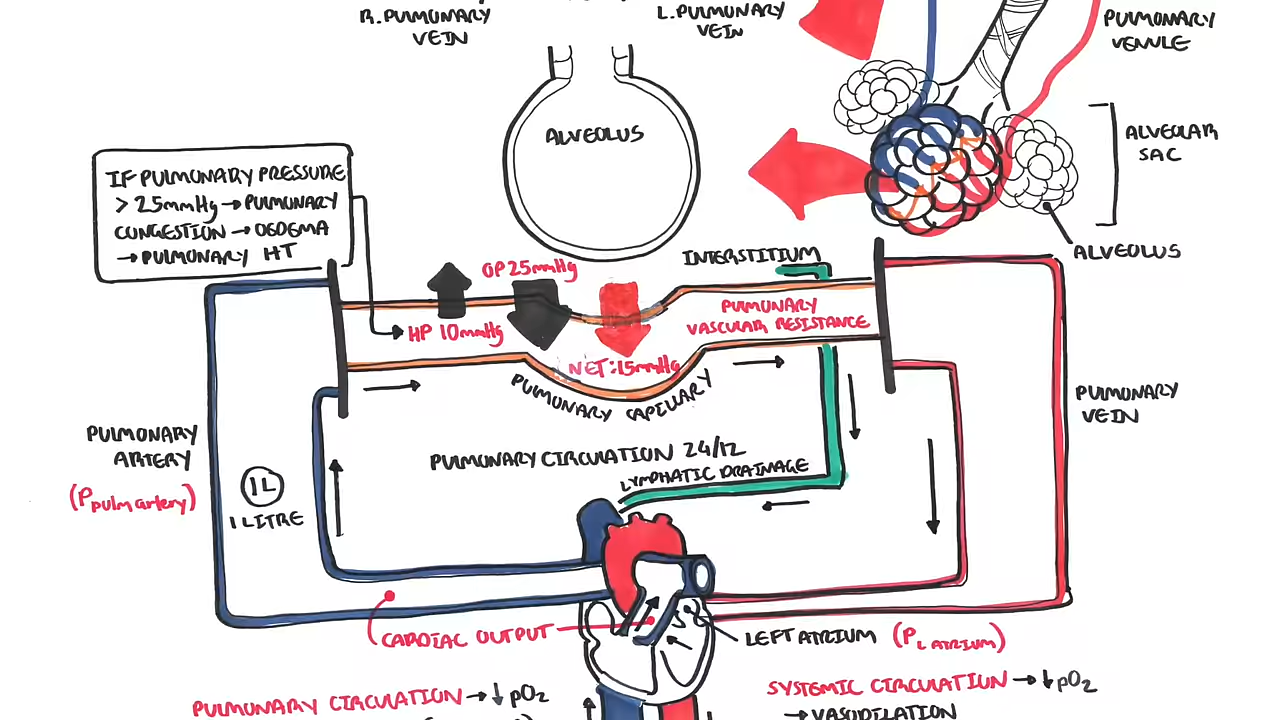 R. PULMONARY
VEIN
L. PULMONARY
VEIN
PULMONARY
VENULE
ALVEOLUS
ALVEOLAR
SAC
ALVEOLUS
IF PULMONARY PRESSURE
> 25mmHg → PULMONARY
CONGESTION → OEDEMA
→ PULMONARY HT
INTERSTITIUM
OP 25mmHg
HP 10mmHg
NET: 15mmHg
PULMONARY
VASCULAR RESISTANCE
PULMONARY CAPILLARY
PULMONARY
VEIN
PULMONARY
ARTERY
(P pulm artery)
1L
1 LITRE
PULMONARY CIRCULATION 24/12
LYMPHATIC DRAINAGE
CARDIAC OUTPUT
LEFT ATRIUM (P L ATRIUM)
PULMONARY CIRCULATION → ↓ pO₂
SYSTEMIC CIRCULATION → ↓ pO₂
→ VASODILATION